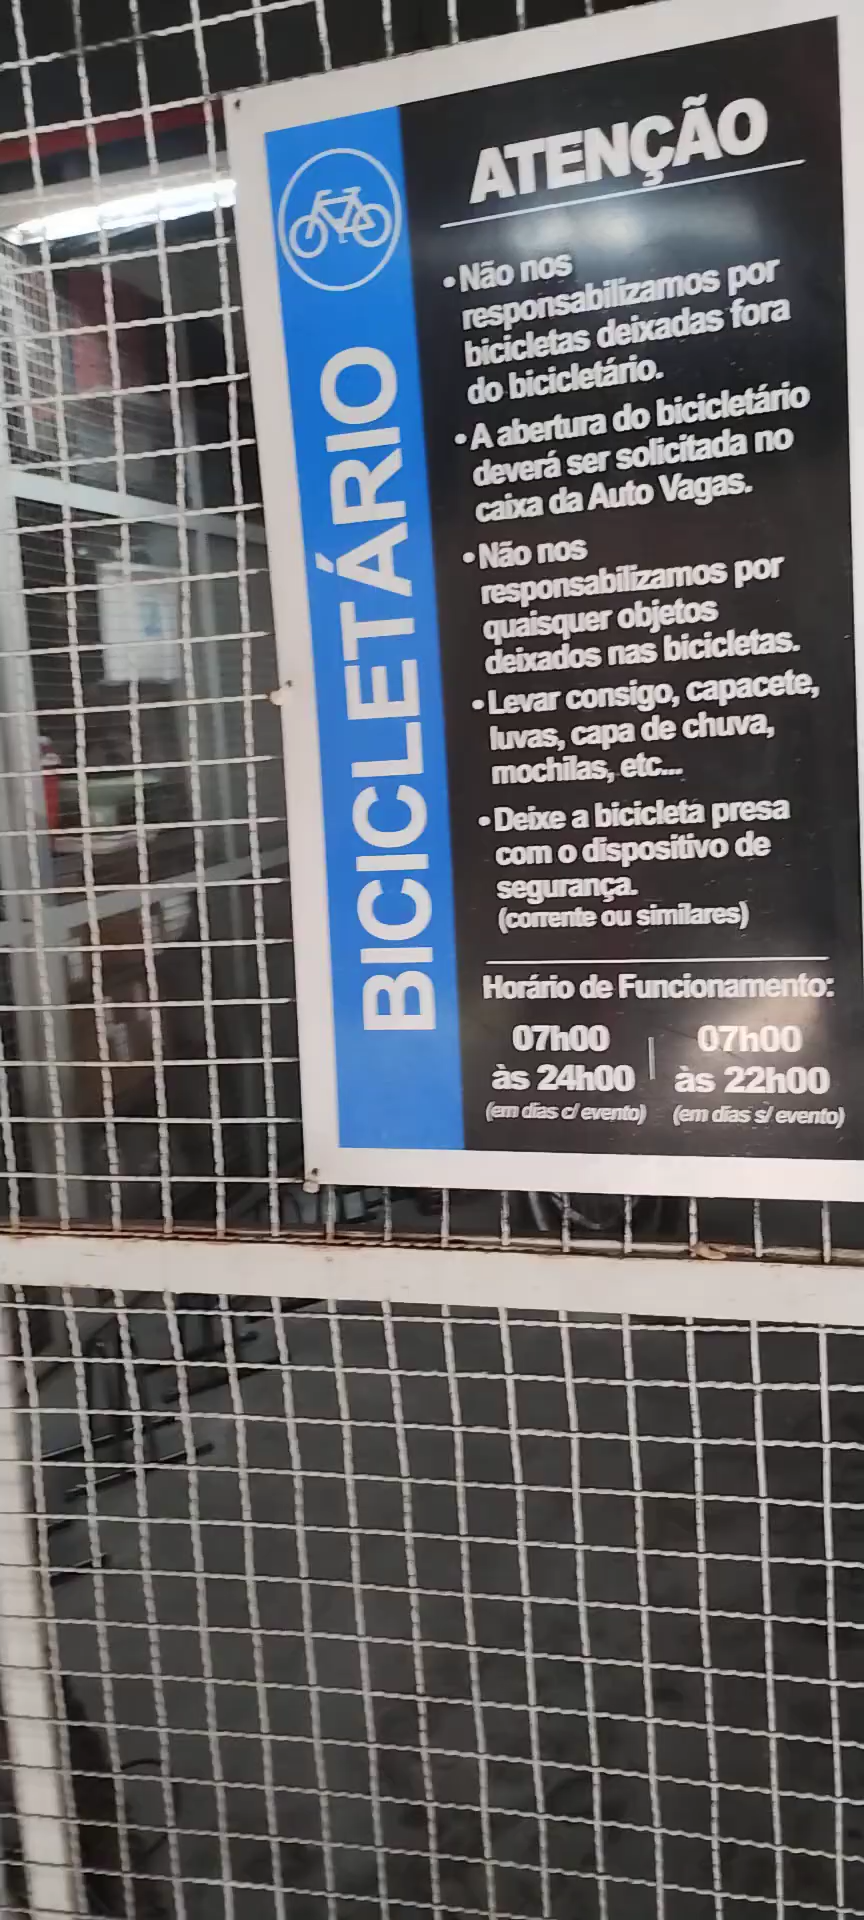 BICICLETÁRIO
ATENÇÃO
• Não nos
responsabilizamos por
bicicletas deixadas fora
do bicicletário.
• A abertura do bicicletário
deverá ser solicitada no
caixa da Auto Vagas.
• Não nos
responsabilizamos por
quaisquer objetos
deixados nas bicicletas.
• Levar consigo, capacete,
luvas, capa de chuva,
mochilas, etc...
• Deixe a bicicleta presa
com o dispositivo de
segurança.
(corrente ou similares)
Horário de Funcionamento:
07h00 | 07h00
às 24h00 às 22h00
(em dias c/ evento) (em dias s/ evento)